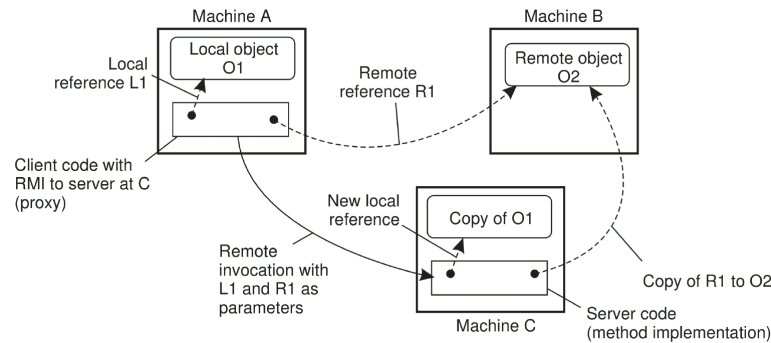 Machine A
Machine B
Local object
O1
Remote object
O2
Local
reference L1
Remote
reference R1
Client code with
RMI to server at C
(proxy)
New local
reference
Copy of O1
Remote
invocation with
L1 and R1 as
parameters
Copy of R1 to O2
Server code
(method implementation)
Machine C